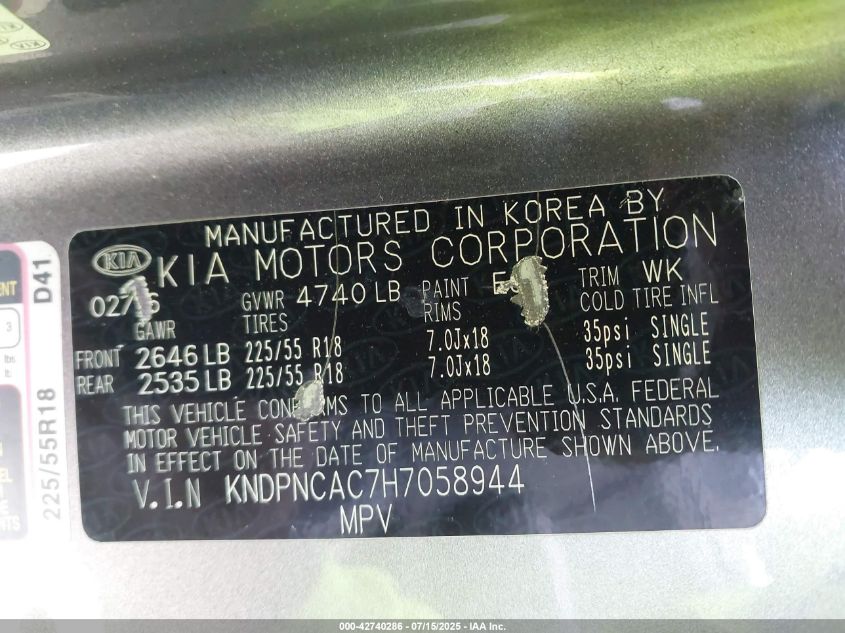 MANUFACTURED IN KOREA BY
KIA KIA MOTORS CORPORATION
GVWR 4740 LB PAINT TRIM WK
GAWR TIRES RIMS COLD TIRE INFL
FRONT 2646 LB 225/55 R18 7.0Jx18 35psi SINGLE
REAR 2535 LB 225/55 R18 7.0Jx18 35psi SINGLE
THIS VEHICLE CONFORMS TO ALL APPLICABLE U.S.A. FEDERAL
MOTOR VEHICLE SAFETY AND THEFT PREVENTION STANDARDS
IN EFFECT ON THE DATE OF MANUFACTURE SHOWN ABOVE.
V.I.N KNDPNCAC7H7058944
MPV
D41
225/55R18
3
000-42740286 - 07/15/2025 - IAA Inc.